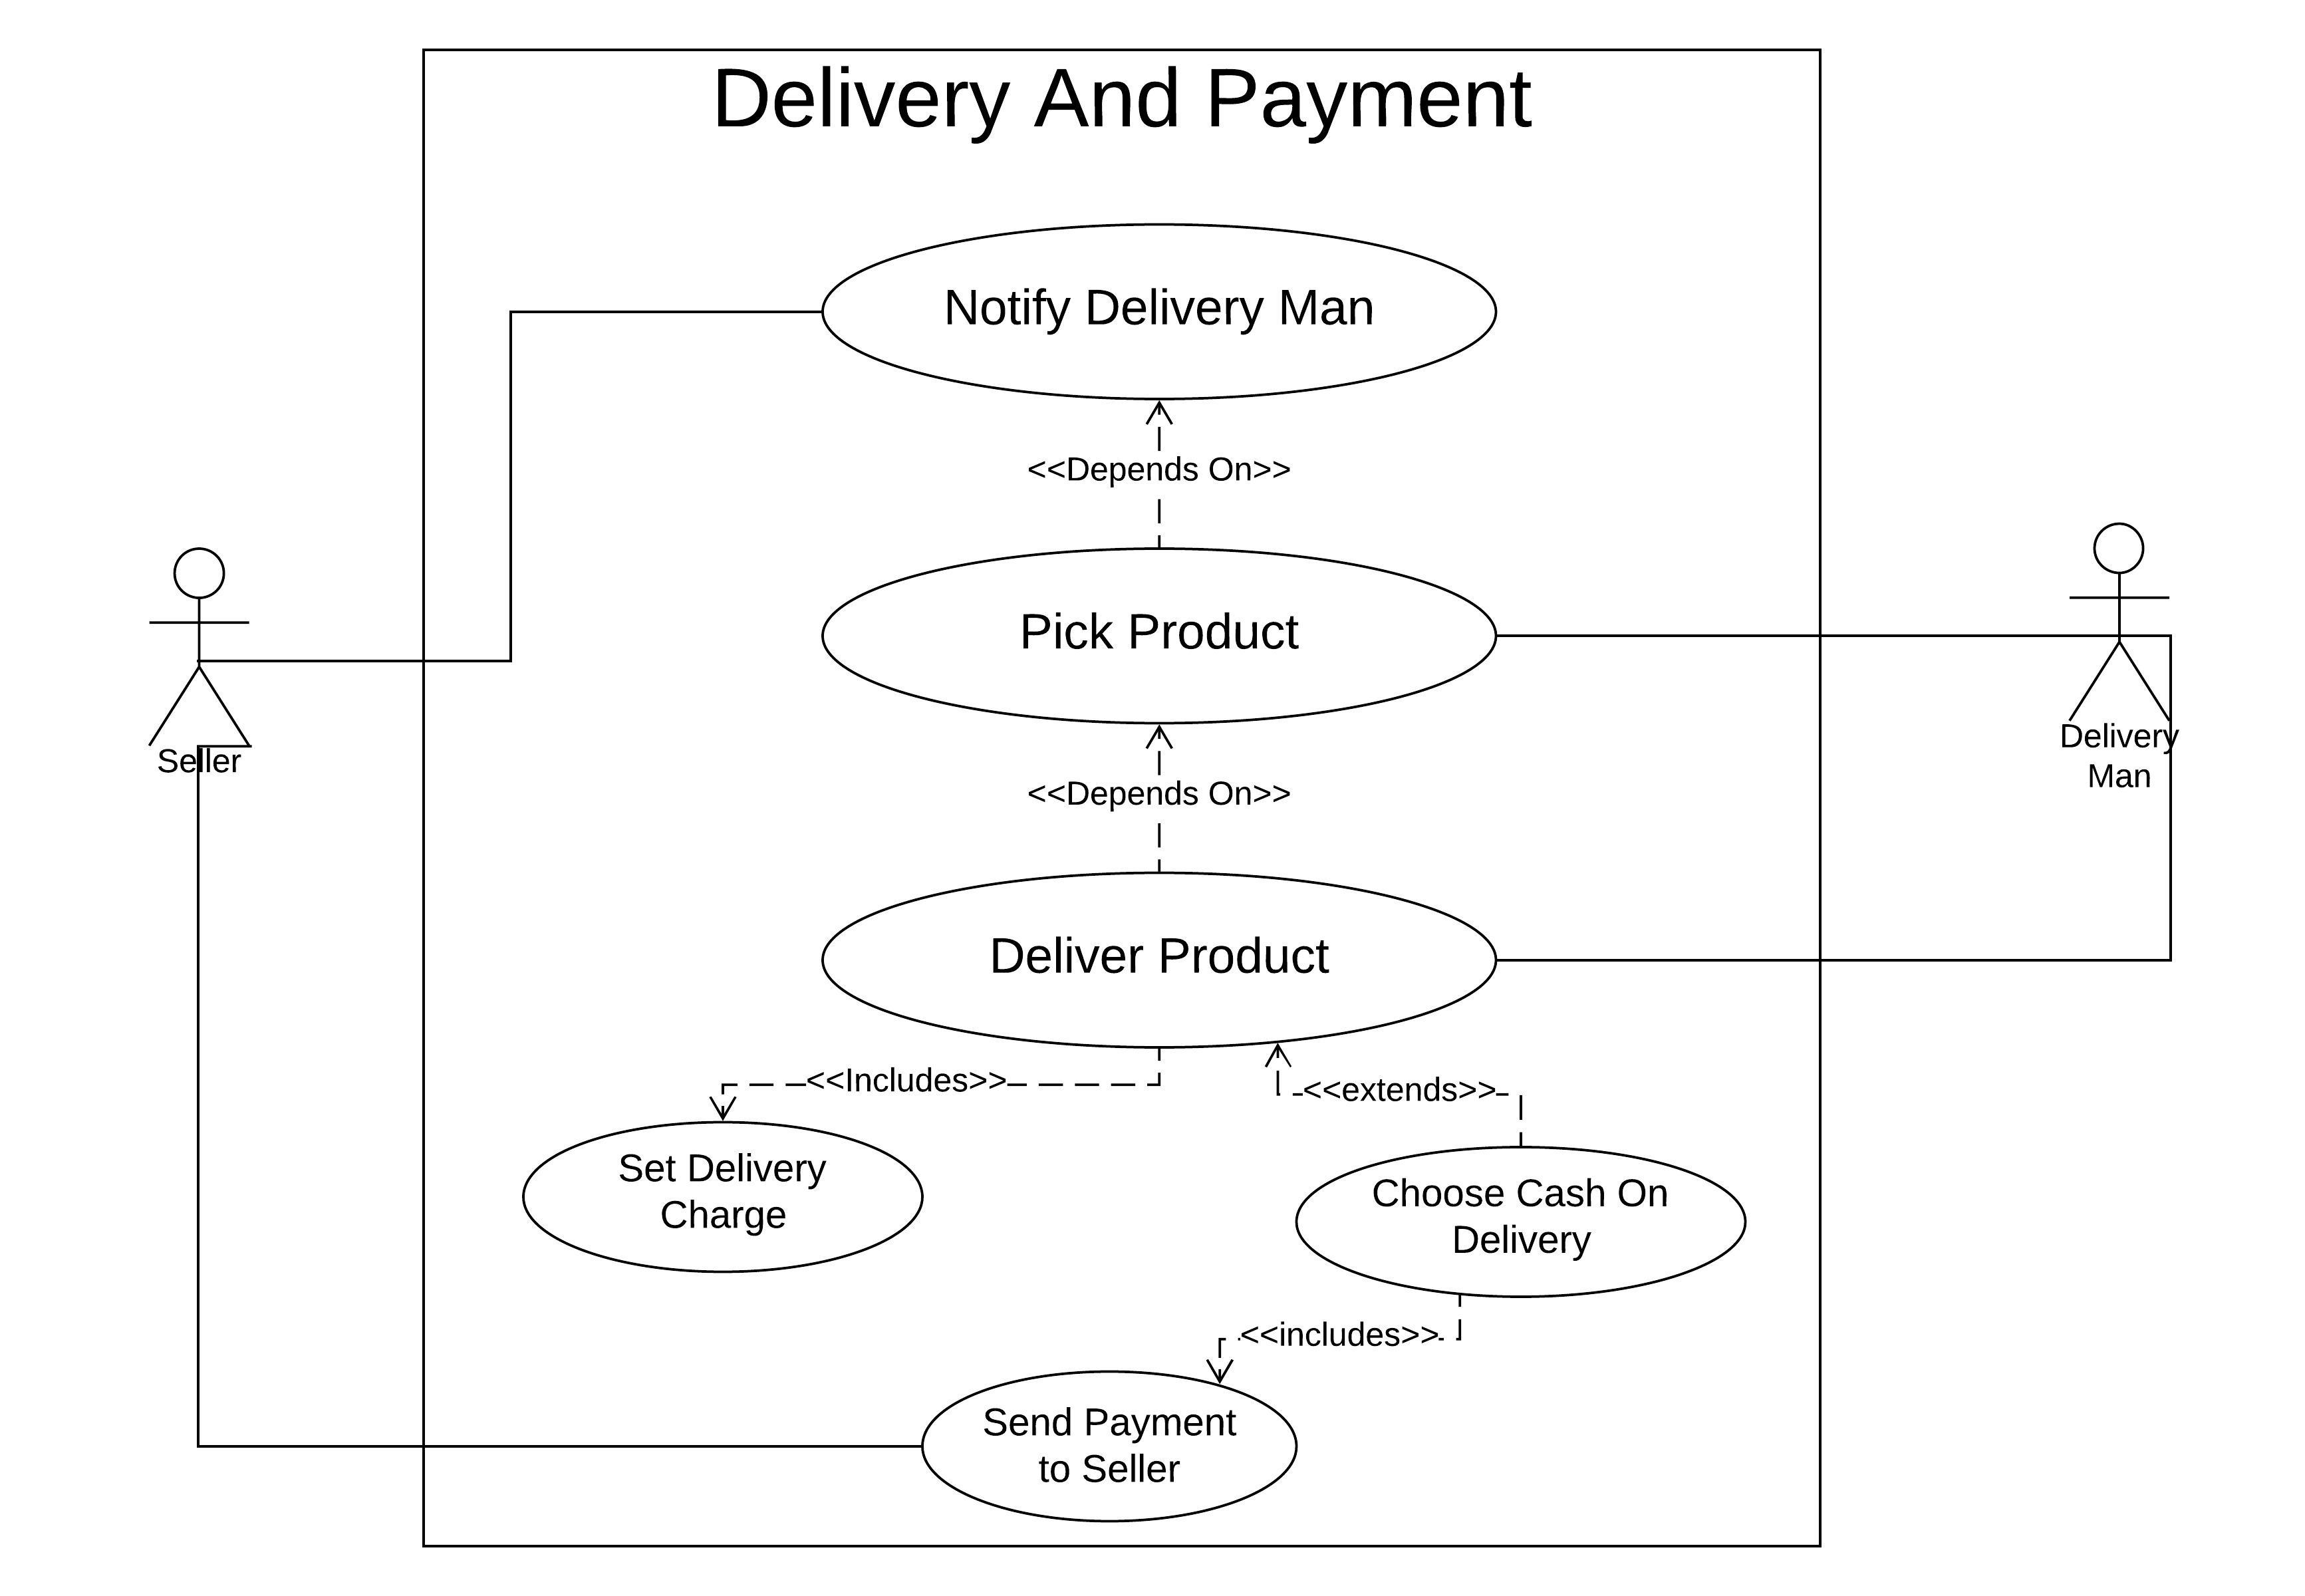 Delivery And Payment
Notify Delivery Man
<<Depends On>>
Pick Product
Seller
Delivery
Man
<<Depends On>>
Deliver Product
<<Includes>>
<<extends>>
Set Delivery
Charge
Choose Cash On
Delivery
<<includes>>
Send Payment
to Seller